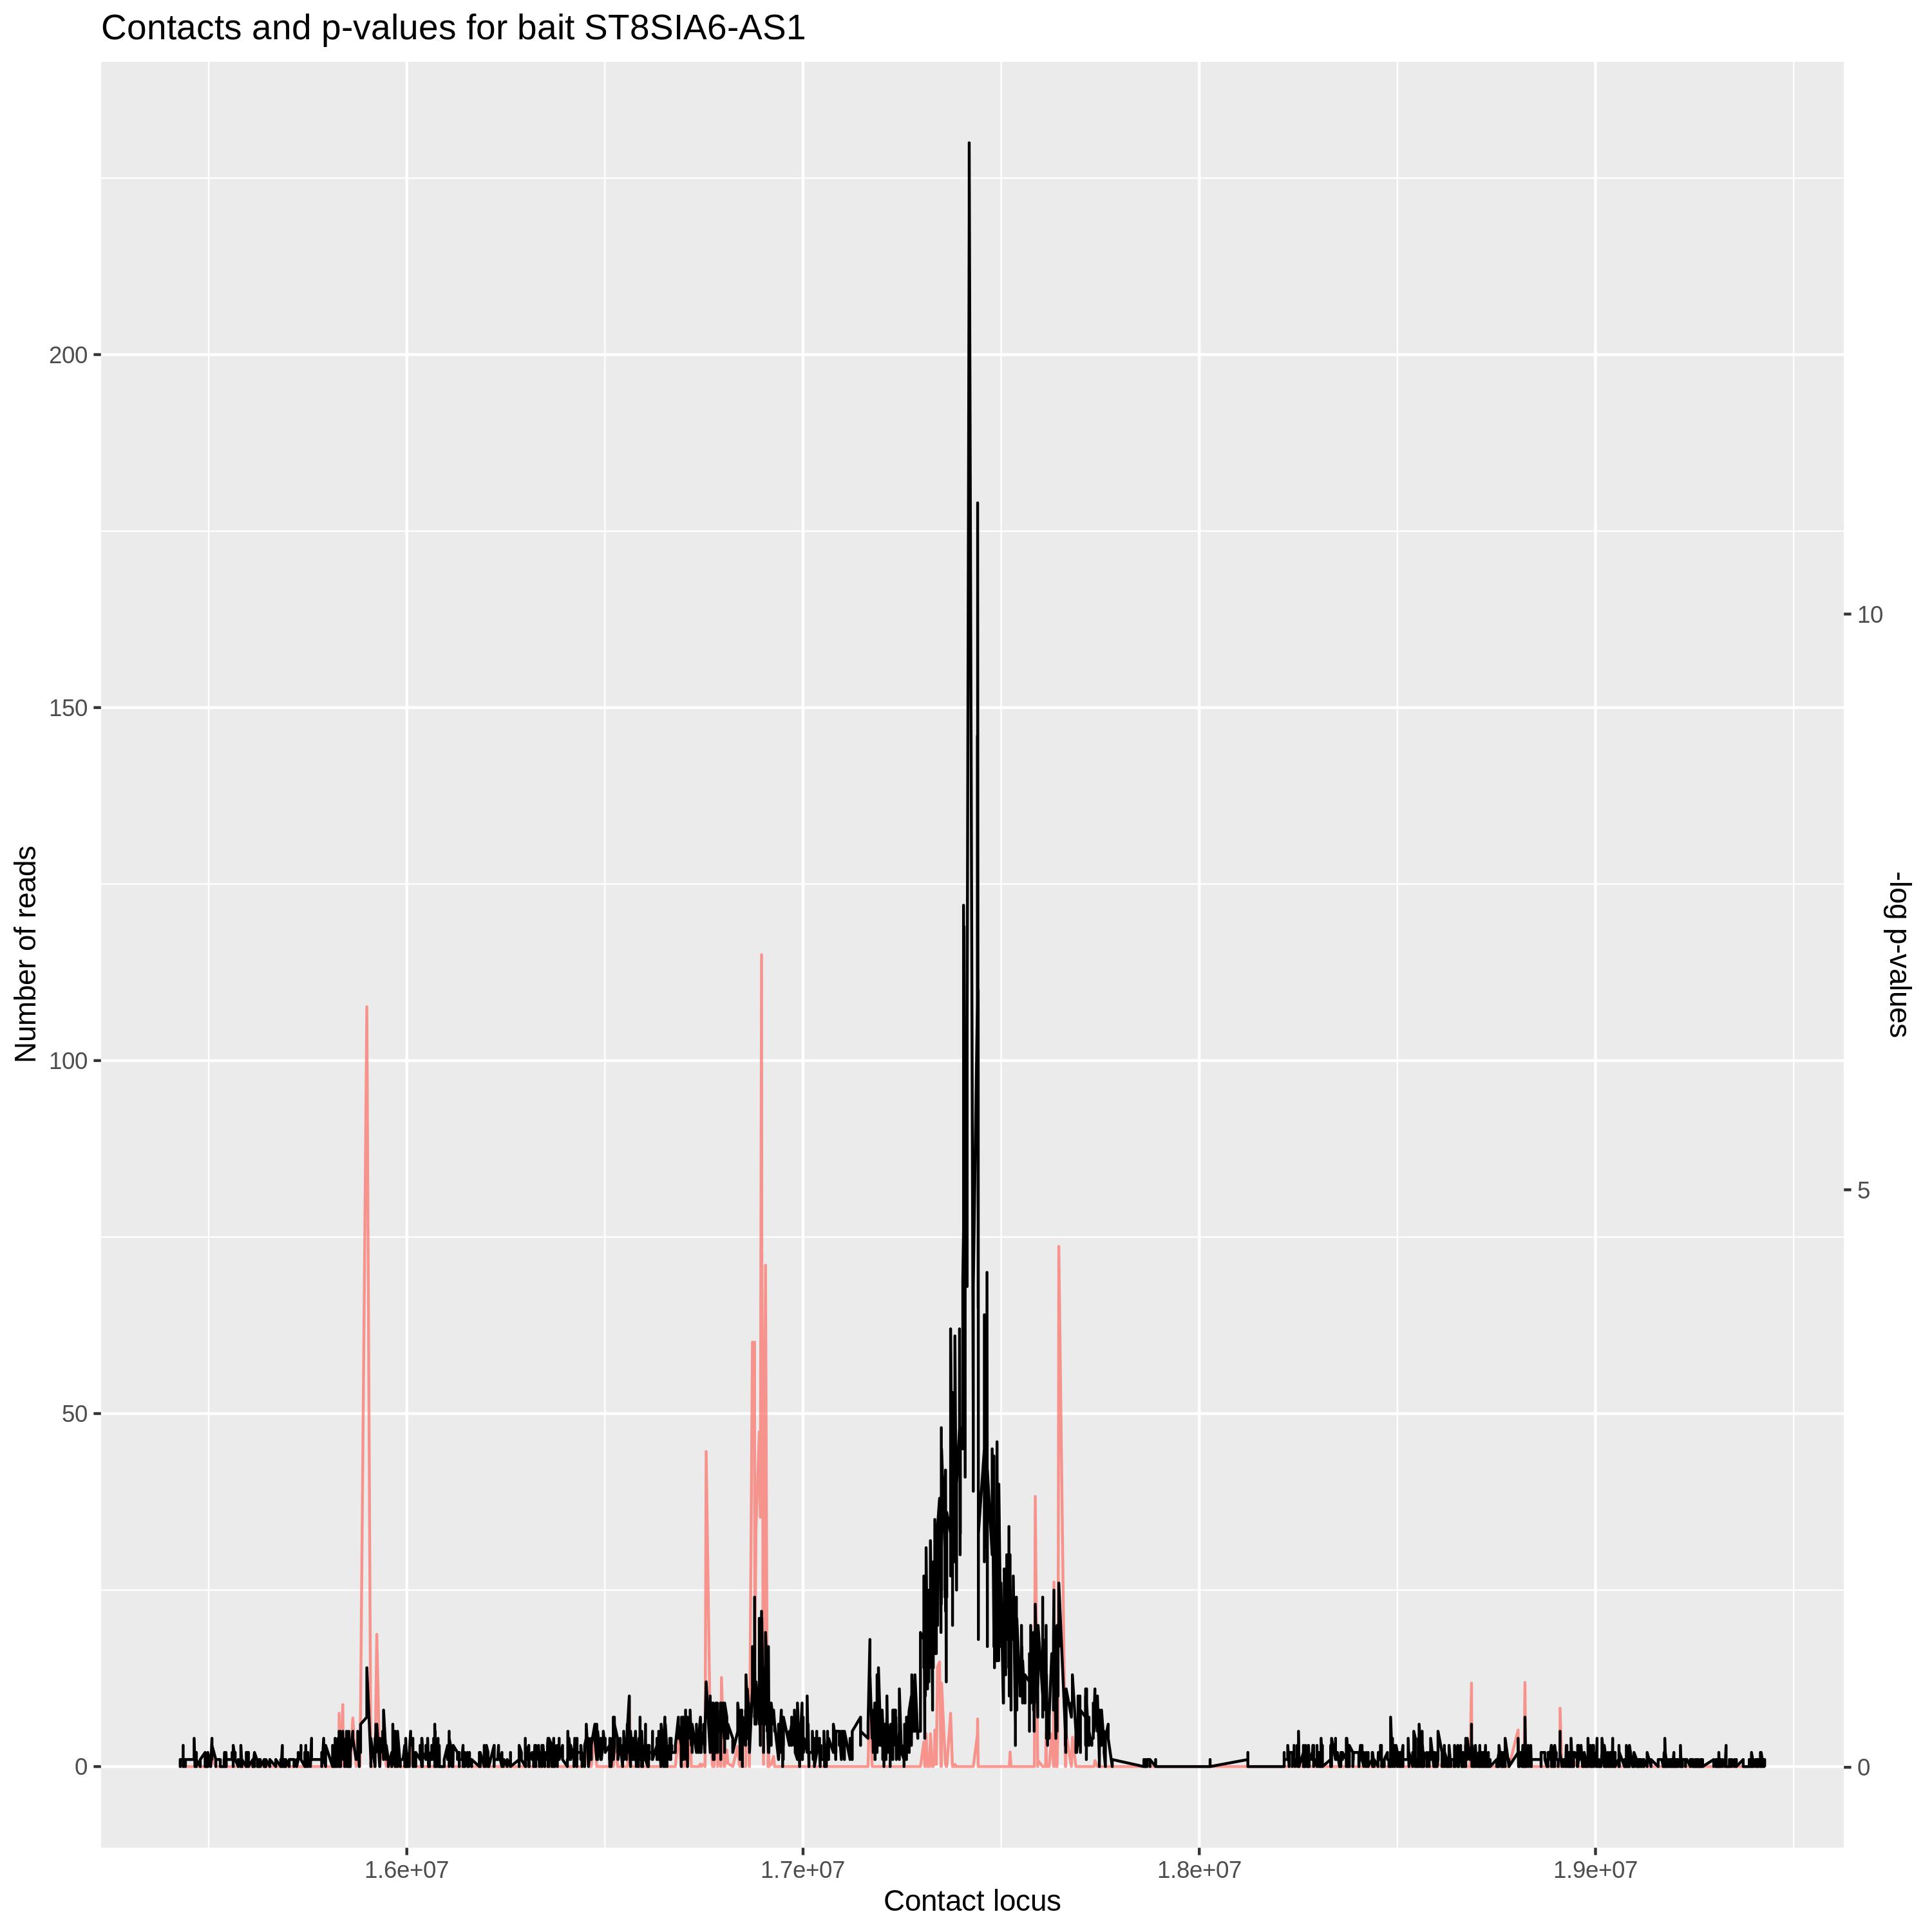 Contacts and p-values for bait ST8SIA6-AS1
Number of reads
200
150
100
50
0
10
5
0
-log p-values
1.6e+07
1.7e+07
1.8e+07
1.9e+07
Contact locus